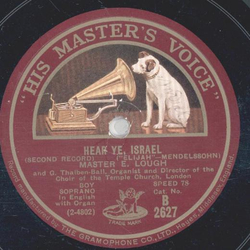 "HIS MASTER'S VOICE"
HEAR YE, ISRAEL
(SECOND RECORD) ("ELIJAH"—MENDELSSOHN)
MASTER E. LOUGH
and G. Thalben-Ball, Organist and Director of the
Choir of the Temple Church, London
BOY
SOPRANO
in English
with Organ
(2-4802)
SPEED 78
Cat. No.
B
2627
TRADE MARK
THE GRAMOPHONE CO., LTD.